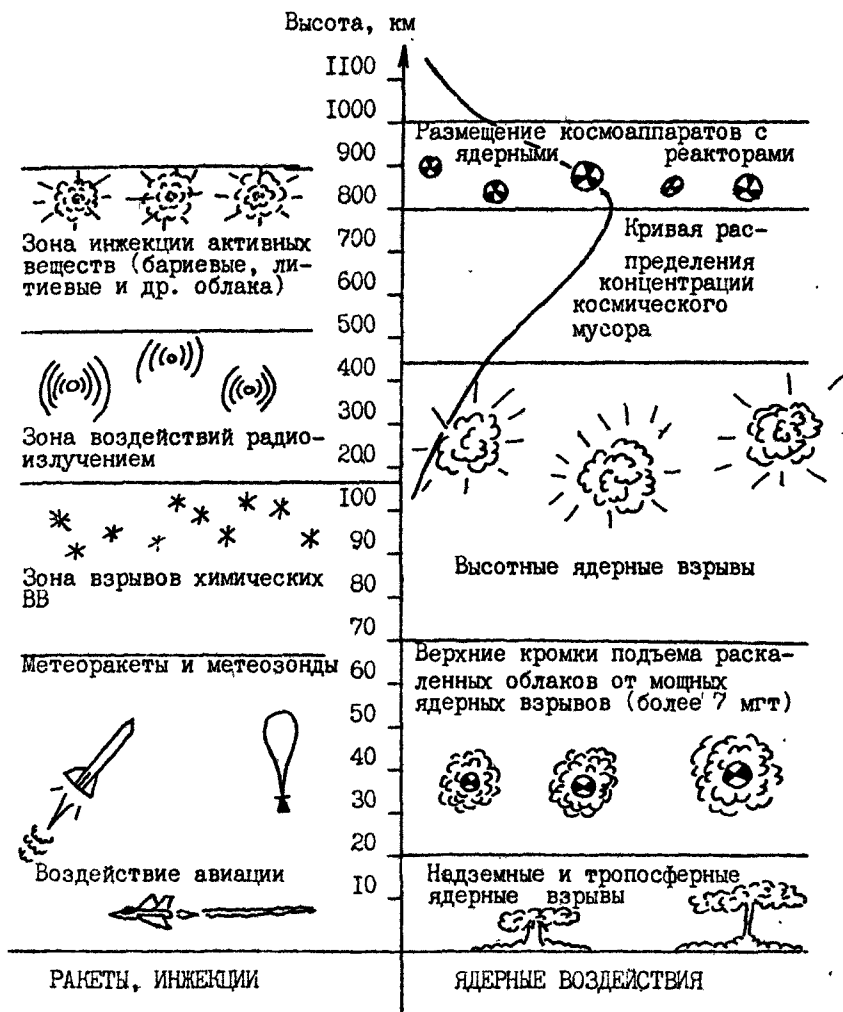 Высота, км
1100
1000
900
800
700
600
500
400
300
200
100
90
80
70
60
50
40
30
20
10
Зона инжекции активных
веществ (бариевые, ли-
тиевые и др. облака)
Зона воздействий радио-
излучением
Зона взрывов химических
ВВ
Метеоракеты и метеозонды
Воздействие авиации
РАКЕТЫ, ИНЖЕКЦИИ
Размещение космоаппаратов с
ядерными реакторами
Кривая рас-
пределения
концентрации
космического
мусора
Высотные ядерные взрывы
Верхние кромки подъема раска-
ленных облаков от мощных
ядерных взрывов (более 7 мгт)
Надземные и тропосферные
ядерные взрывы
ЯДЕРНЫЕ ВОЗДЕЙСТВИЯ